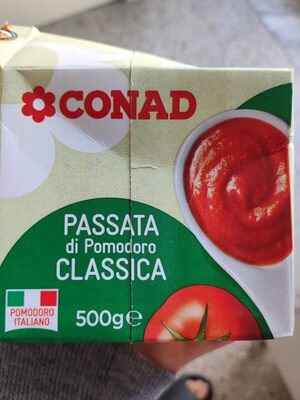 CONAD
PASSATA
di Pomodoro
CLASSICA
POMODORO
ITALIANO
500g℮